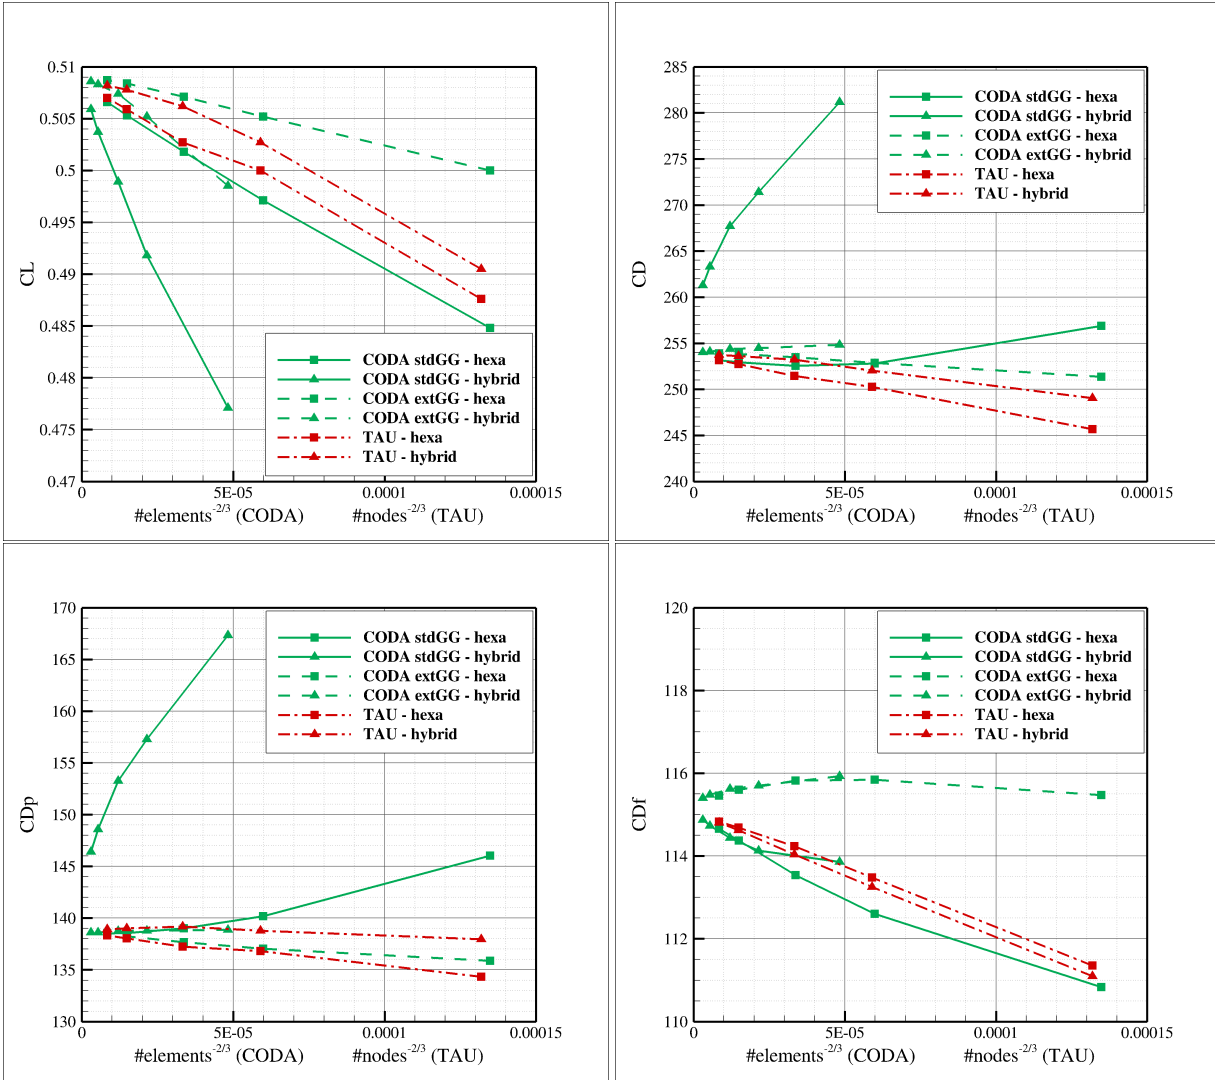 CL
0.51
0.505
0.5
0.495
0.49
0.485
0.48
0.475
0.47
0
5E-05
0.0001
0.00015
#elements-2/3 (CODA) #nodes-2/3 (TAU)
CODA stdGG - hexa
CODA stdGG - hybrid
CODA extGG - hexa
CODA extGG - hybrid
TAU - hexa
TAU - hybrid
CD
285
280
275
270
265
260
255
250
245
240
0
5E-05
0.0001
0.00015
#elements-2/3 (CODA) #nodes-2/3 (TAU)
CODA stdGG - hexa
CODA stdGG - hybrid
CODA extGG - hexa
CODA extGG - hybrid
TAU - hexa
TAU - hybrid
CDp
170
165
160
155
150
145
140
135
130
0
5E-05
0.0001
0.00015
#elements-2/3 (CODA) #nodes-2/3 (TAU)
CODA stdGG - hexa
CODA stdGG - hybrid
CODA extGG - hexa
CODA extGG - hybrid
TAU - hexa
TAU - hybrid
CDf
120
118
116
114
112
110
0
5E-05
0.0001
0.00015
#elements-2/3 (CODA) #nodes-2/3 (TAU)
CODA stdGG - hexa
CODA stdGG - hybrid
CODA extGG - hexa
CODA extGG - hybrid
TAU - hexa
TAU - hybrid